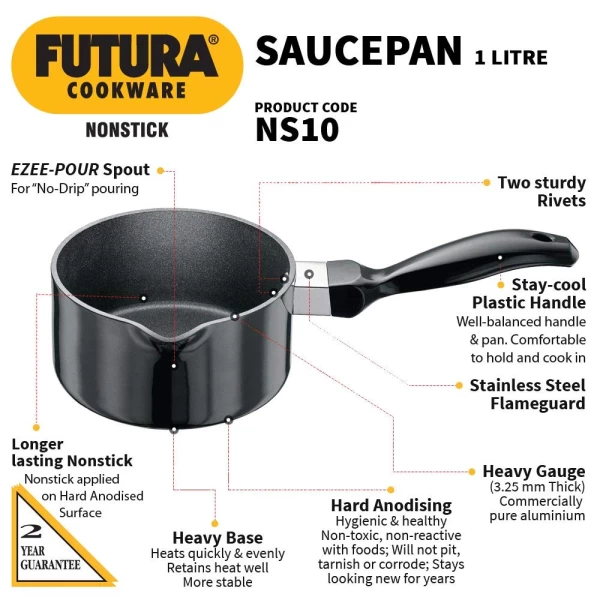 FUTURA®
COOKWARE
NONSTICK
SAUCEPAN 1 LITRE
PRODUCT CODE
NS10
EZEE-POUR Spout
For “No-Drip” pouring
Two sturdy
Rivets
Stay-cool
Plastic Handle
Well-balanced handle
& pan. Comfortable
to hold and cook in
Stainless Steel
Flameguard
Longer
lasting Nonstick
Nonstick applied
on Hard Anodised
Surface
Heavy Gauge
(3.25 mm Thick)
Commercially
pure aluminium
Hard Anodising
Hygienic & healthy
Non-toxic, non-reactive
with foods; Will not pit,
tarnish or corrode; Stays
looking new for years
Heavy Base
Heats quickly & evenly
Retains heat well
More stable
2
YEAR
GUARANTEE